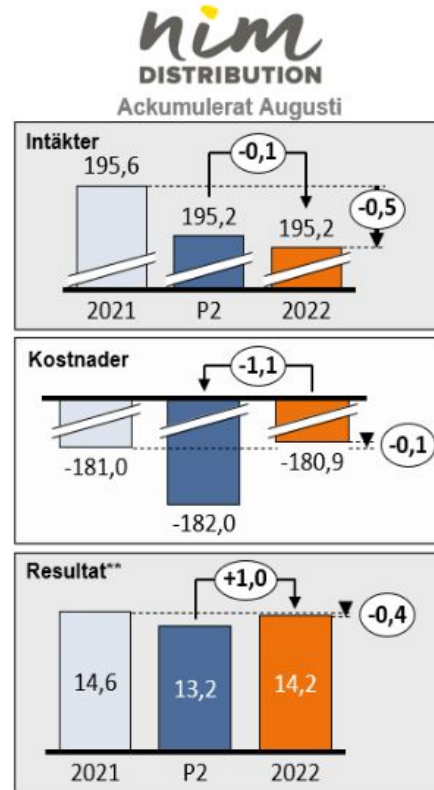 nim
DISTRIBUTION
Ackumulerat Augusti
Intäkter
-0,1
195,6
195,2
195,2
-0,5
2021 P2 2022
Kostnader
-1,1
-181,0
-182,0
-180,9
-0,1
Resultat**
+1,0
-0,4
14,6
13,2
14,2
2021 P2 2022